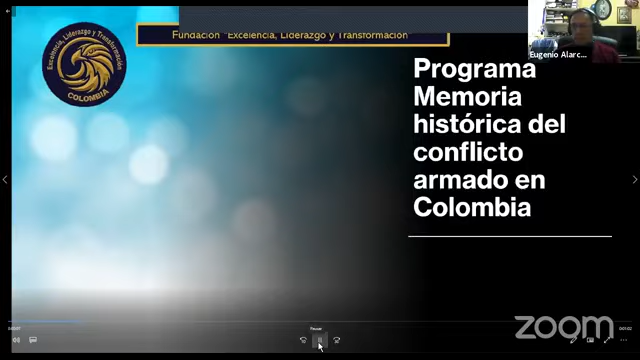 Fundación "Excelencia, Liderazgo y Transformación"
Excelencia, Liderazgo y Transformación
COLOMBIA
Eugenio Alarc...
Programa
Memoria
histórica del
conflicto
armado en
Colombia
Pausar
zoom